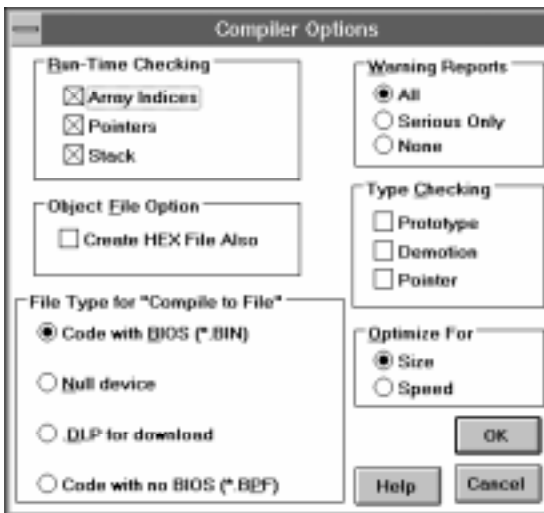 Compiler Options
Run-Time Checking
Array Indices
Pointers
Stack
Object File Option
Create HEX File Also
File Type for "Compile to File"
Code with BIOS (*.BIN)
Null device
.DLP for download
Code with no BIOS (*.BPF)
Warning Reports
All
Serious Only
None
Type Checking
Prototype
Demotion
Pointer
Optimize For
Size
Speed
OK
Help
Cancel